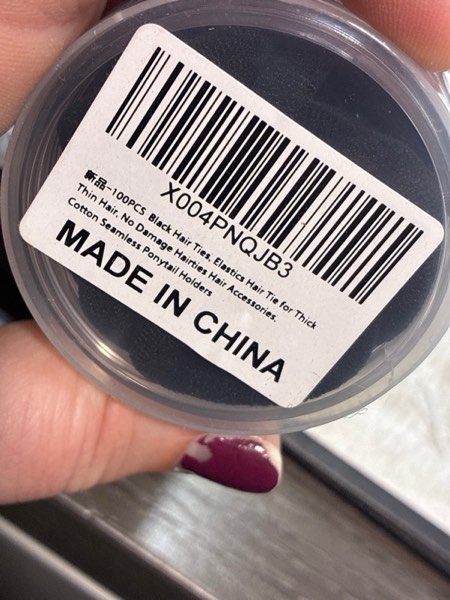 X004PNQJB3
新品-100PCS Black Hair Ties, Elastics Hair Tie for Thick
Thin Hair, No Damage Hairties Hair Accessories,
Cotton Seamless Ponytail Holders
MADE IN CHINA